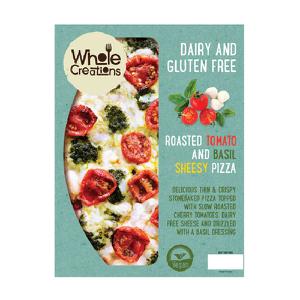 Whole
Creations
DAIRY AND
GLUTEN FREE
ROASTED TOMATO
AND BASIL
SHEESY PIZZA
DELICIOUS THIN & CRISPY
STONEBAKED PIZZA TOPPED
WITH SLOW ROASTED
CHERRY TOMATOES, DAIRY
FREE SHEESE AND DRIZZLED
WITH A BASIL DRESSING
Vegan